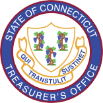 STATE OF CONNECTICUT
QUI TRANSTULIT SUSTINET
TREASURER'S OFFICE